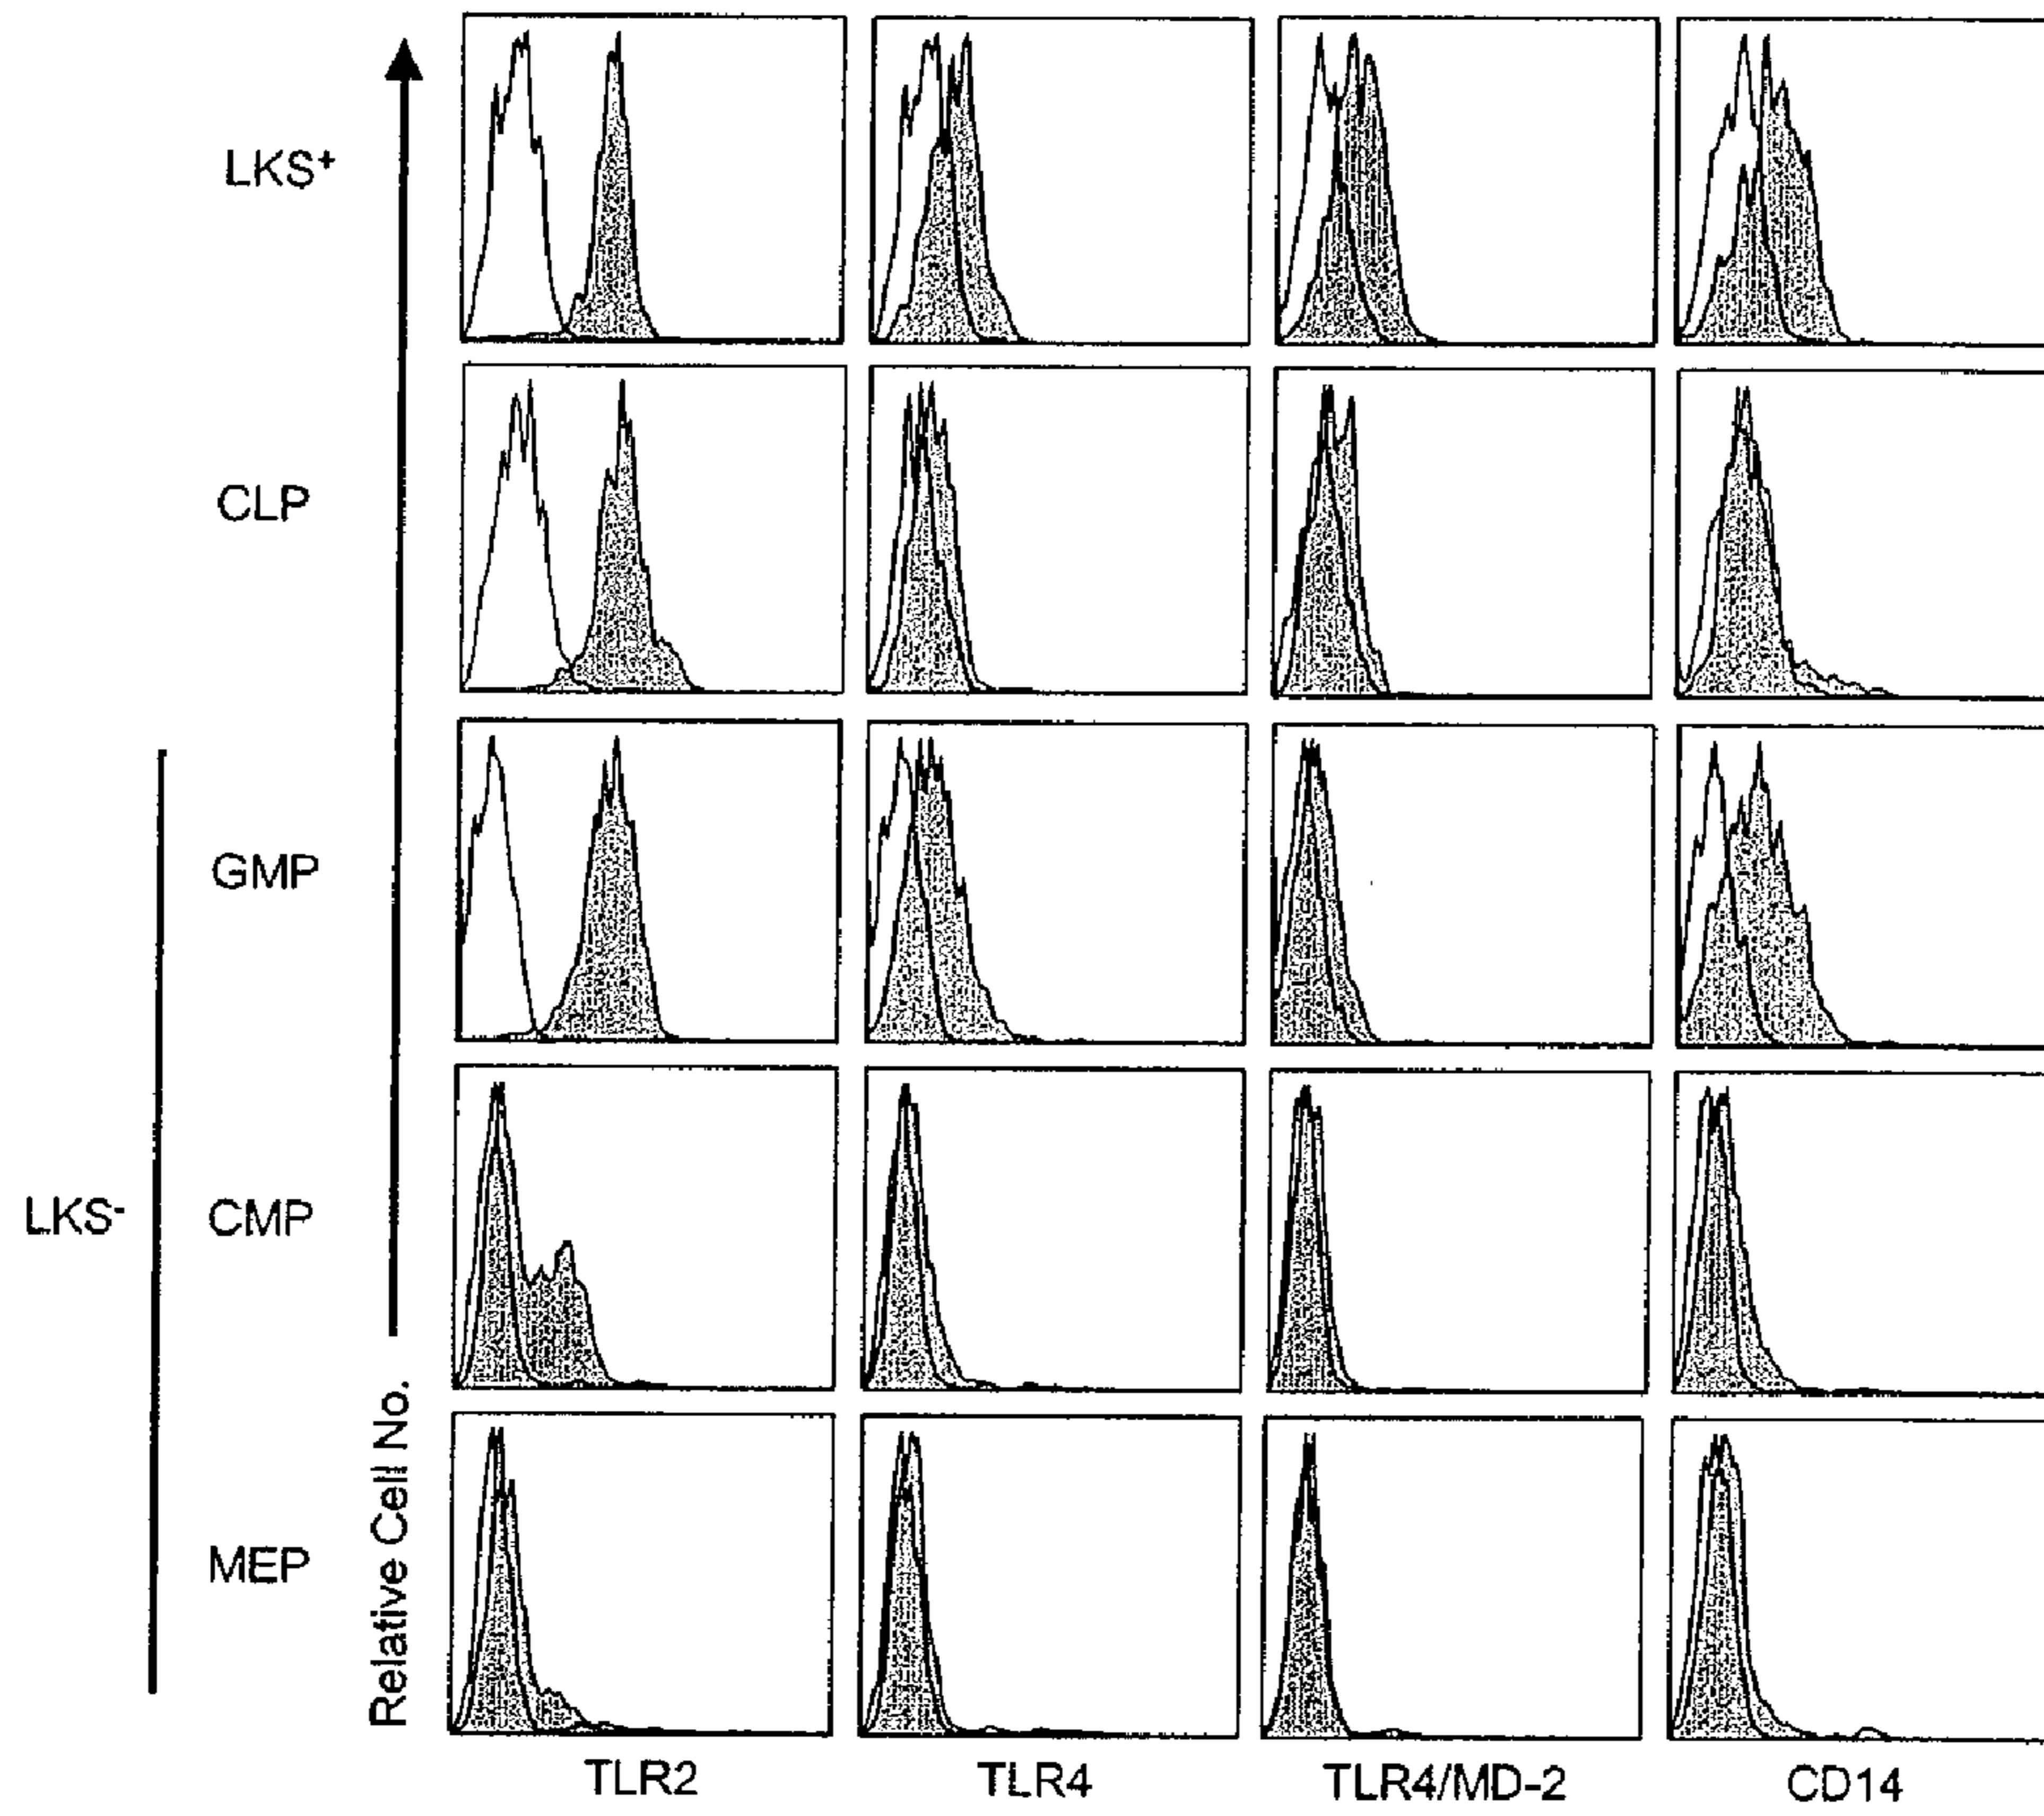 LKS⁺
CLP
GMP
LKS⁻
CMP
MEP
Relative Cell No.
TLR2
TLR4
TLR4/MD-2
CD14